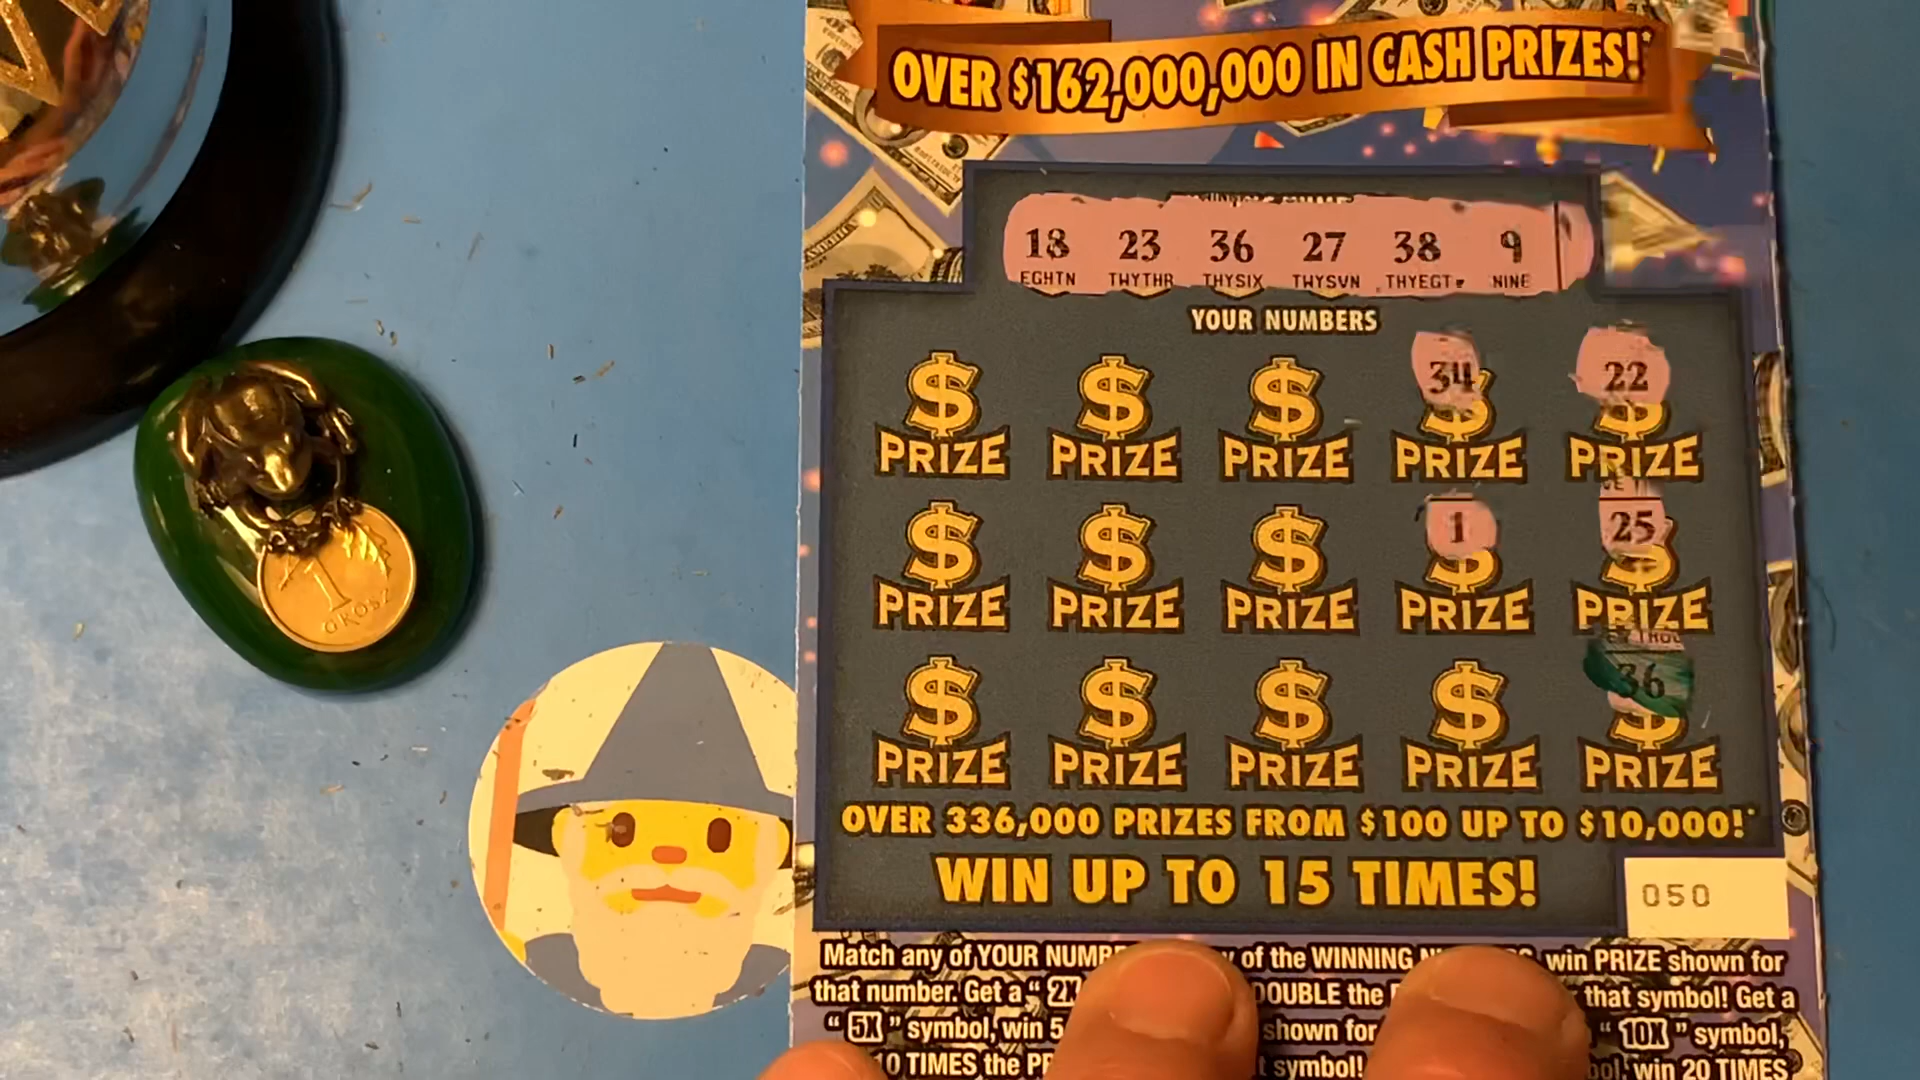 OVER $162,000,000 IN CASH PRIZES!*
18 23 36 27 38 9
EGHTN TWYTHR THYSIX TWYSVN THYEGT NINE
YOUR NUMBERS
34 22
$ $ $ $ $
PRIZE PRIZE PRIZE PRIZE PRIZE
1 25
$ $ $ $ $
PRIZE PRIZE PRIZE PRIZE PRIZE
36
$ $ $ $ $
PRIZE PRIZE PRIZE PRIZE PRIZE
OVER 336,000 PRIZES FROM $100 UP TO $10,000!*
WIN UP TO 15 TIMES!
050
Match any of YOUR of the WINNING win PRIZE shown for
that number. Get a " 2X DOUBLE the that symbol! Get a
" 5X " symbol, win 5 shown for " 10X " symbol,
10 TIMES the symbol! win 20 TIMES
1